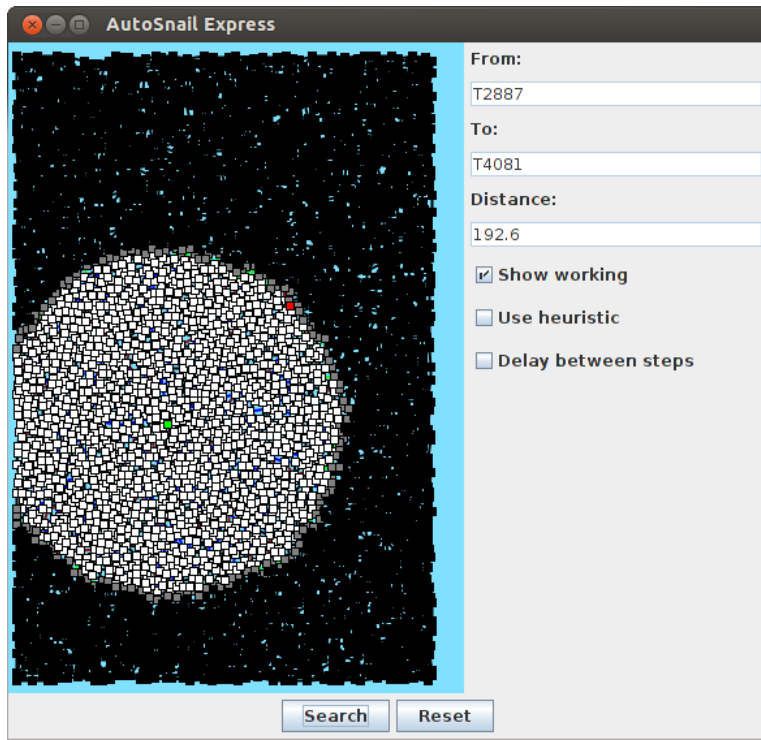 AutoSnail Express
From:
T2887
To:
T4081
Distance:
192.6
Show working
Use heuristic
Delay between steps
Search Reset